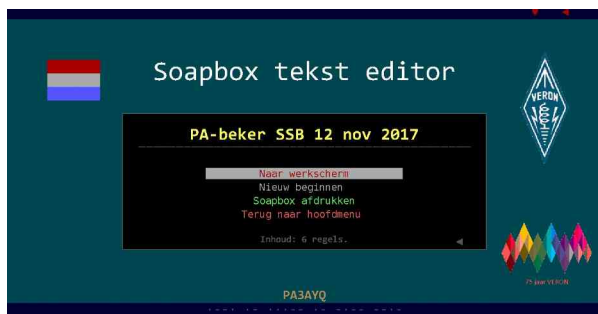 Soapbox tekst editor
VERON
PA-beker SSB 12 nov 2017
Naar werkscherm
Nieuw beginnen
Soapbox afdrukken
Terug naar hoofdmenu
Inhoud: 6 regels.
75 jaar VERON
PA3AYQ